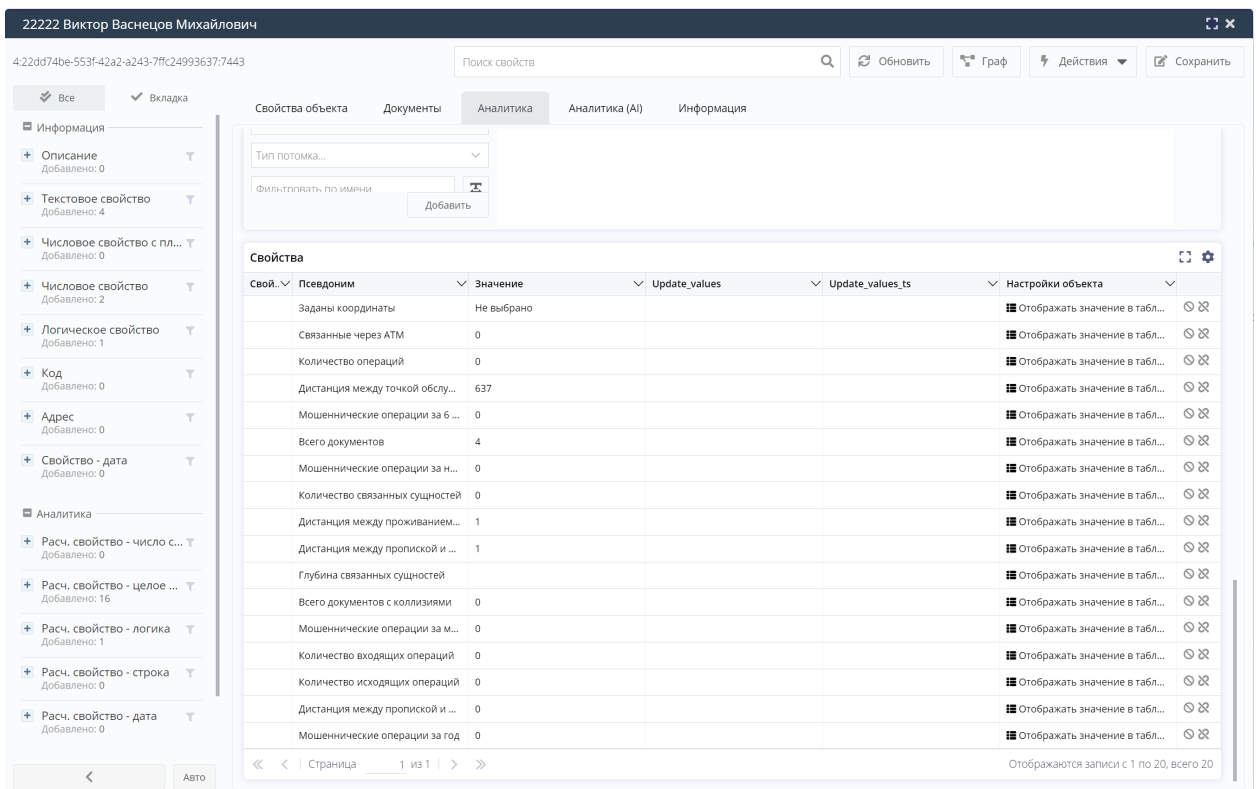 22222 Виктор Васнецов Михайлович
4:22dd74be-553f-42a2-a243-7ffc24993637:7443
Поиск свойств
Обновить
Граф
Действия
Сохранить
Все
Вкладка
Свойства объекта
Документы
Аналитика
Аналитика (AI)
Информация
Информация
Описание
Добавлено: 0
Текстовое свойство
Добавлено: 4
Числовое свойство с пл...
Добавлено: 0
Числовое свойство
Добавлено: 2
Логическое свойство
Добавлено: 1
Код
Добавлено: 0
Адрес
Добавлено: 0
Свойство - дата
Добавлено: 0
Аналитика
Расч. свойство - число с...
Добавлено: 0
Расч. свойство - целое ...
Добавлено: 16
Расч. свойство - логика
Добавлено: 1
Расч. свойство - строка
Добавлено: 0
Расч. свойство - дата
Добавлено: 0
Авто
Тип потомка...
Фильтровать по имени
Добавить
Свойства
Свой.. Псевдоним Значение Update_values Update_values_ts Настройки объекта
Заданы координаты Не выбрано Отображать значение в табл...
Связанные через ATM 0 Отображать значение в табл...
Количество операций 0 Отображать значение в табл...
Дистанция между точкой обслу... 637 Отображать значение в табл...
Мошеннические операции за 6 ... 0 Отображать значение в табл...
Всего документов 4 Отображать значение в табл...
Мошеннические операции за н... 0 Отображать значение в табл...
Количество связанных сущностей 0 Отображать значение в табл...
Дистанция между проживанием... 1 Отображать значение в табл...
Дистанция между пропиской и ... 1 Отображать значение в табл...
Глубина связанных сущностей Отображать значение в табл...
Всего документов с коллизиями 0 Отображать значение в табл...
Мошеннические операции за м... 0 Отображать значение в табл...
Количество входящих операций 0 Отображать значение в табл...
Количество исходящих операций 0 Отображать значение в табл...
Дистанция между пропиской и ... 0 Отображать значение в табл...
Мошеннические операции за год 0 Отображать значение в табл...
Страница 1 из 1
Отображаются записи с 1 по 20, всего 20